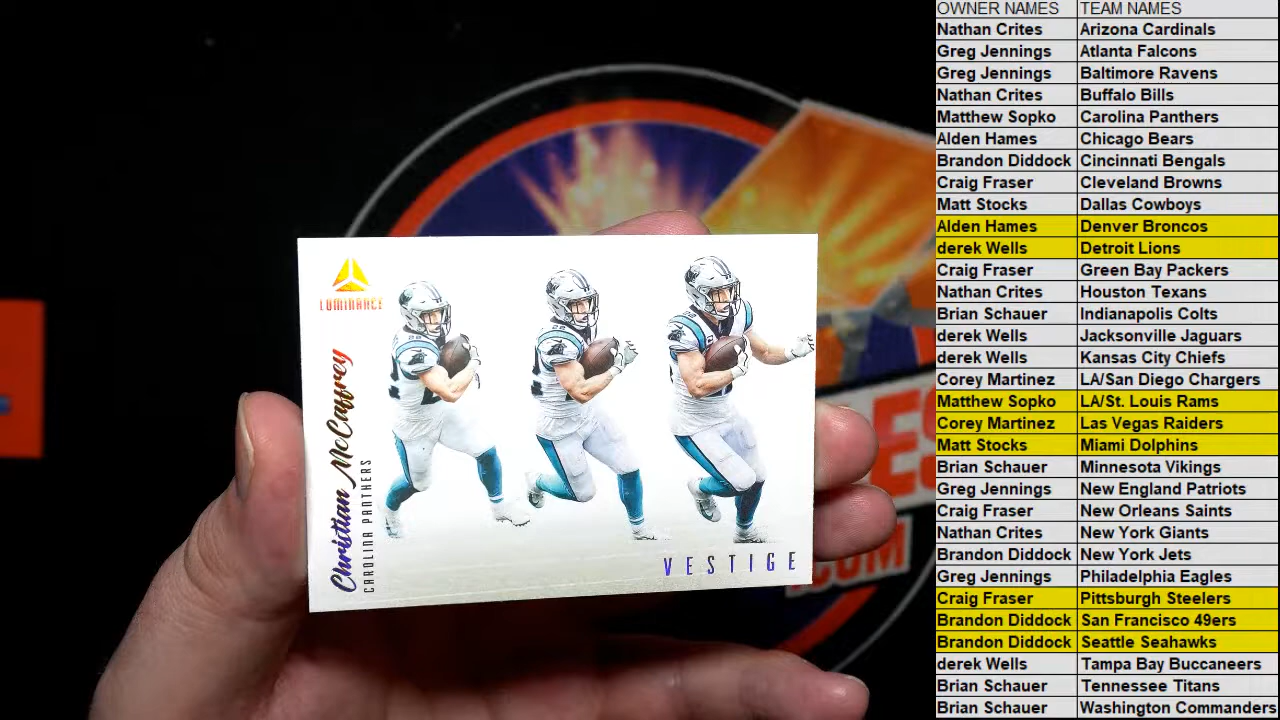 OWNER NAMES TEAM NAMES
Nathan Crites Arizona Cardinals
Greg Jennings Atlanta Falcons
Greg Jennings Baltimore Ravens
Nathan Crites Buffalo Bills
Matthew Sopko Carolina Panthers
Alden Hames Chicago Bears
Brandon Diddock Cincinnati Bengals
Craig Fraser Cleveland Browns
Matt Stocks Dallas Cowboys
Alden Hames Denver Broncos
derek Wells Detroit Lions
Craig Fraser Green Bay Packers
Nathan Crites Houston Texans
Brian Schauer Indianapolis Colts
derek Wells Jacksonville Jaguars
derek Wells Kansas City Chiefs
Corey Martinez LA/San Diego Chargers
Matthew Sopko LA/St. Louis Rams
Corey Martinez Las Vegas Raiders
Matt Stocks Miami Dolphins
Brian Schauer Minnesota Vikings
Greg Jennings New England Patriots
Craig Fraser New Orleans Saints
Nathan Crites New York Giants
Brandon Diddock New York Jets
Greg Jennings Philadelphia Eagles
Craig Fraser Pittsburgh Steelers
Brandon Diddock San Francisco 49ers
Brandon Diddock Seattle Seahawks
derek Wells Tampa Bay Buccaneers
Brian Schauer Tennessee Titans
Brian Schauer Washington Commanders
LUMINANCE
Christian McCaffrey
CAROLINA PANTHERS
VESTIGE
.COM